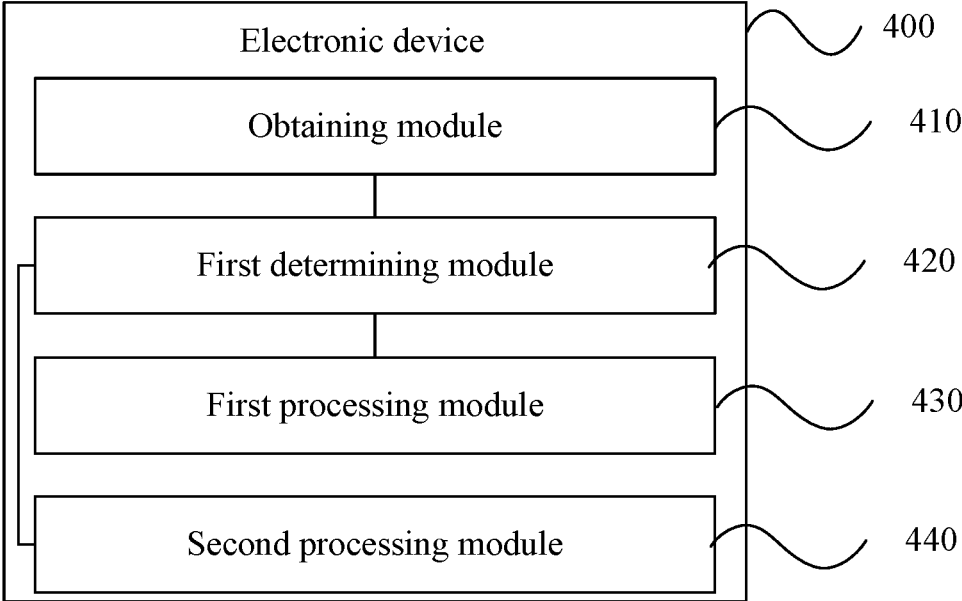 Electronic device 400
Obtaining module 410
First determining module 420
First processing module 430
Second processing module 440